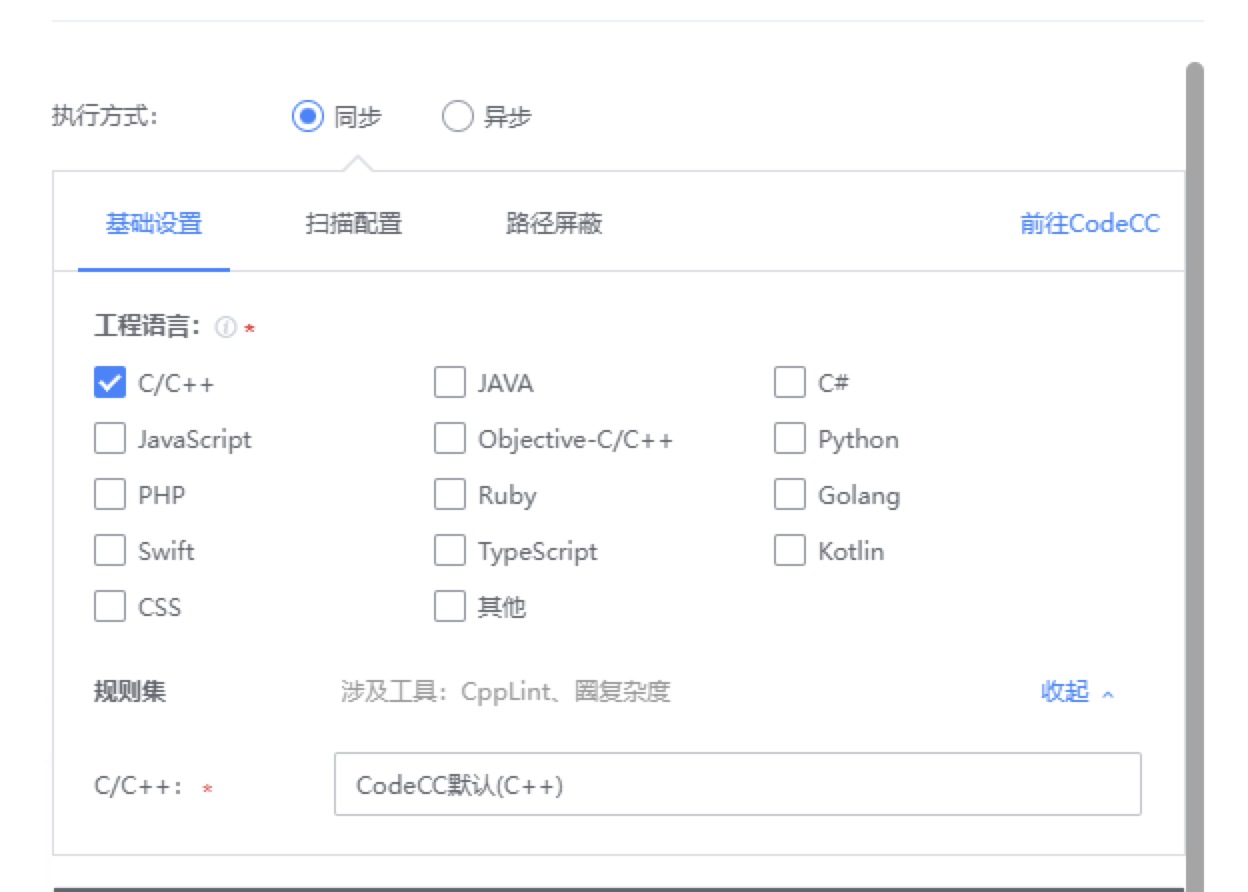 执行方式： 同步 异步
基础设置 扫描配置 路径屏蔽 前往CodeCC
工程语言： *
C/C++ JAVA C#
JavaScript Objective-C/C++ Python
PHP Ruby Golang
Swift TypeScript Kotlin
CSS 其他
规则集 涉及工具：CppLint、圈复杂度 收起
C/C++： * CodeCC默认(C++)